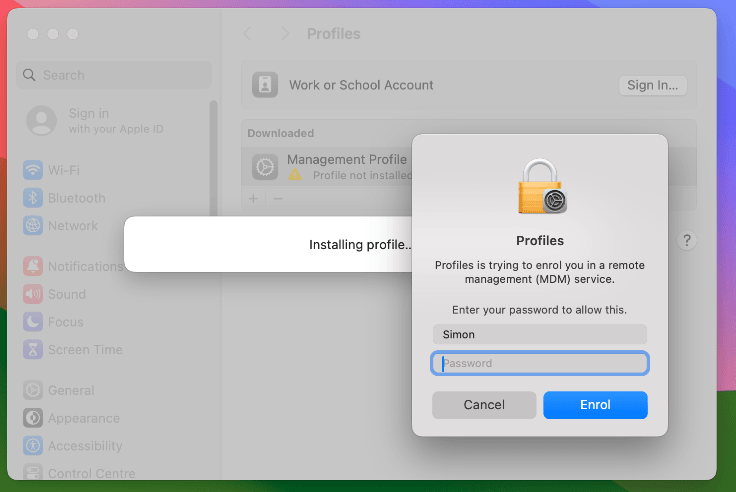 Profiles
Search
Work or School Account
Sign In...
Sign in
with your Apple ID
Downloaded
Management Profile
Profile not installed
+ −
Wi-Fi
Bluetooth
Network
Notifications
Sound
Focus
Screen Time
General
Appearance
Accessibility
Control Centre
Installing profile..
?
Profiles
Profiles is trying to enrol you in a remote
management (MDM) service.
Enter your password to allow this.
Simon
Password
Cancel
Enrol